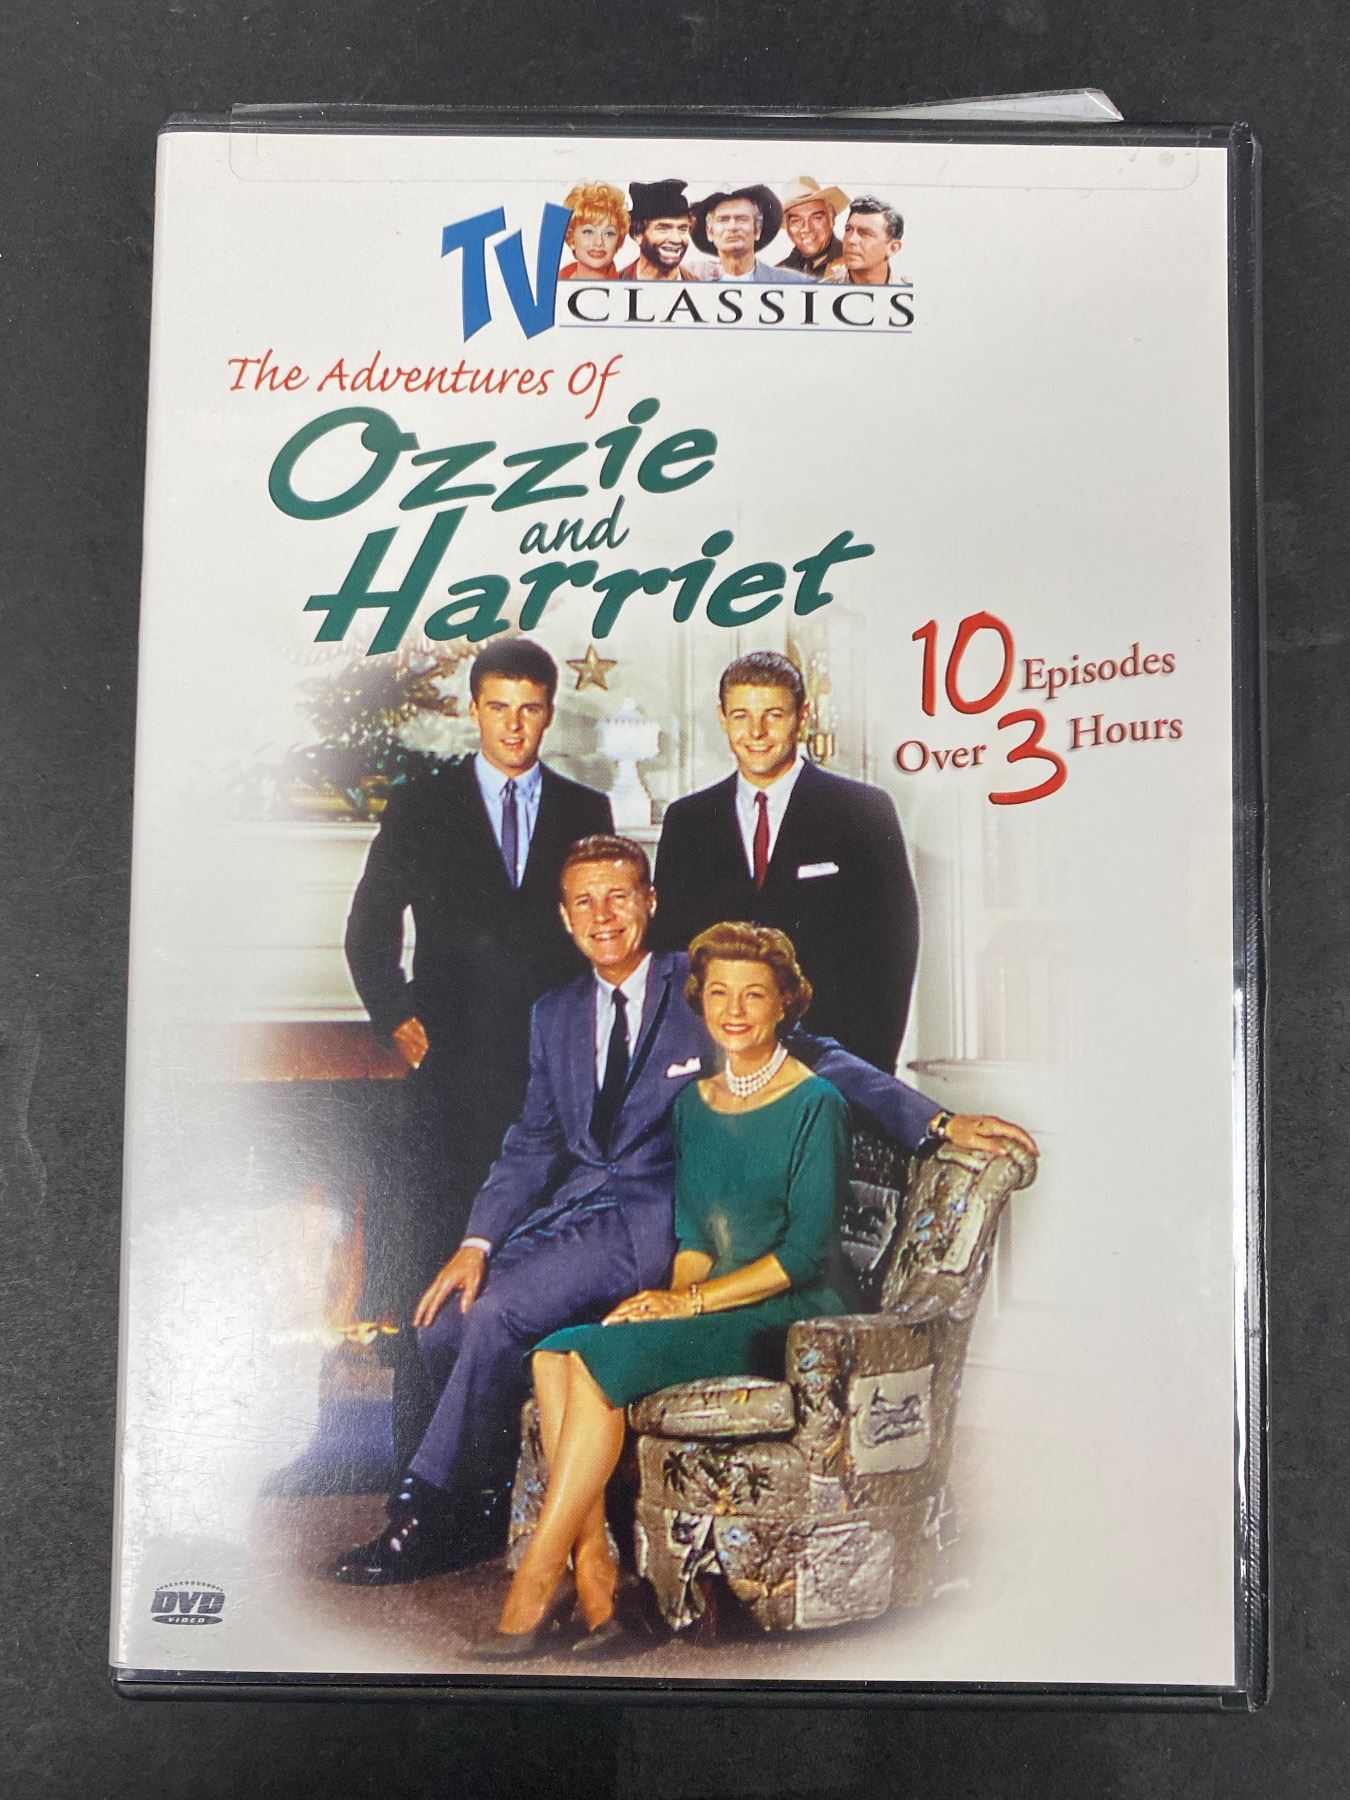 TV CLASSICS
The Adventures Of
Ozzie
and
Harriet
10 Episodes
Over 3 Hours
DVD
VIDEO